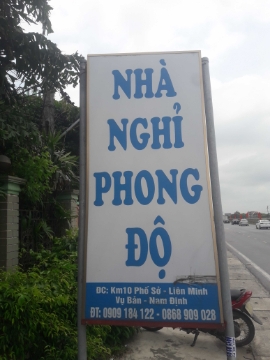 NHÀ
NGHỈ
PHONG
ĐỘ
ĐC: Km10 Phố Sở - Liên Minh
Vụ Bản - Nam Định
ĐT: 0909 184 122 - 0868 909 028